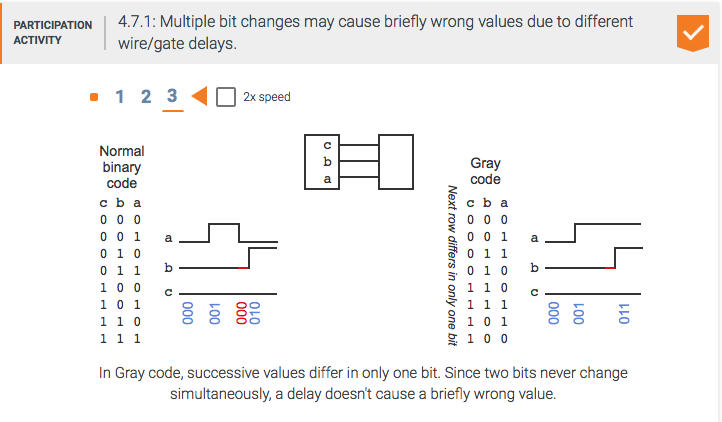 PARTICIPATION
ACTIVITY
4.7.1: Multiple bit changes may cause briefly wrong values due to different
wire/gate delays.
1 2 3 2x speed
Normal
binary
code
c b a
0 0 0
0 0 1
0 1 0
0 1 1
1 0 0
1 0 1
1 1 0
1 1 1
a
b
c
000
001
000
010
c
b
a
Gray
code
Next row differs in only one bit
c b a
0 0 0
0 0 1
0 1 1
0 1 0
1 1 0
1 1 1
1 0 1
1 0 0
a
b
c
000
001
011
In Gray code, successive values differ in only one bit. Since two bits never change
simultaneously, a delay doesn't cause a briefly wrong value.